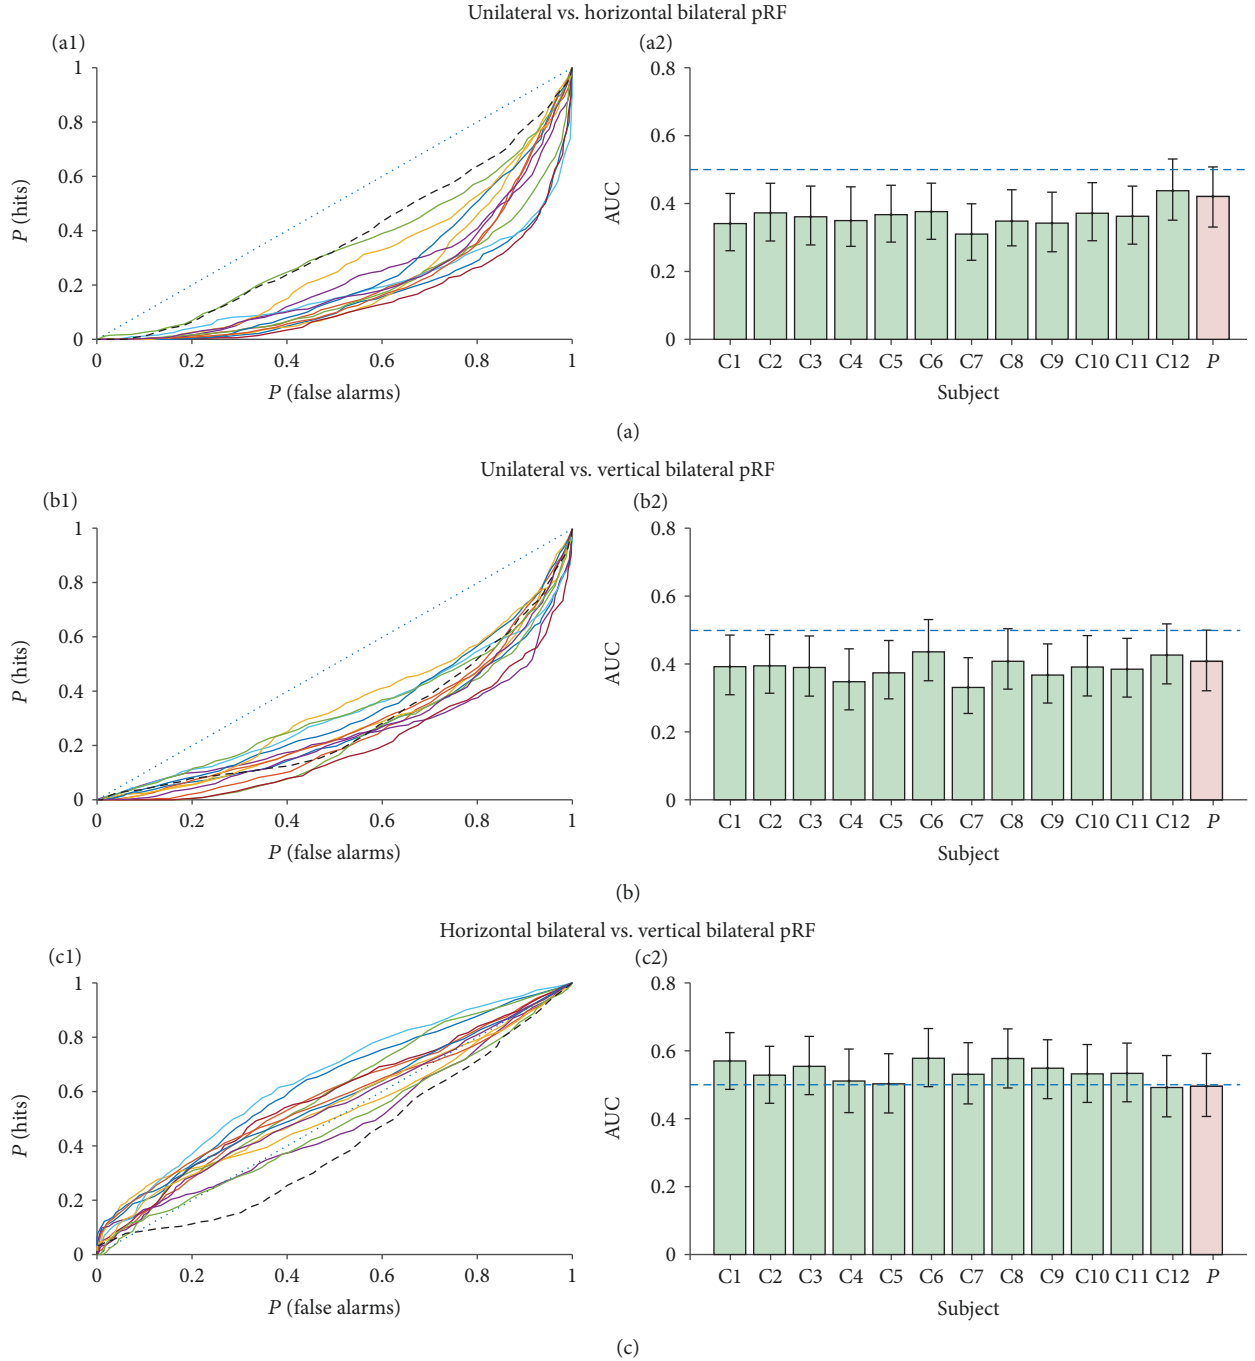 Unilateral vs. horizontal bilateral pRF
(a1)
(a2)
1
0.8
0.6
0.4
0.2
0
P (hits)
0 0.2 0.4 0.6 0.8 1
P (false alarms)
0.8
0.6
0.4
0.2
0
AUC
C1 C2 C3 C4 C5 C6 C7 C8 C9 C10 C11 C12 P
Subject
(a)
Unilateral vs. vertical bilateral pRF
(b1)
(b2)
1
0.8
0.6
0.4
0.2
0
P (hits)
0 0.2 0.4 0.6 0.8 1
P (false alarms)
0.8
0.6
0.4
0.2
0
AUC
C1 C2 C3 C4 C5 C6 C7 C8 C9 C10 C11 C12 P
Subject
(b)
Horizontal bilateral vs. vertical bilateral pRF
(c1)
(c2)
1
0.8
0.6
0.4
0.2
0
P (hits)
0 0.2 0.4 0.6 0.8 1
P (false alarms)
0.8
0.6
0.4
0.2
0
AUC
C1 C2 C3 C4 C5 C6 C7 C8 C9 C10 C11 C12 P
Subject
(c)